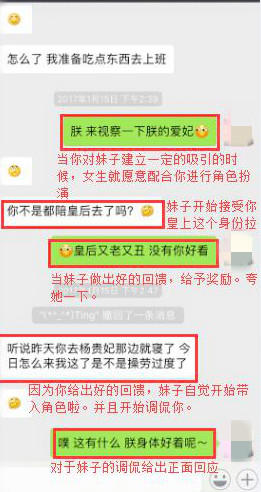 怎么了 我准备吃点东西去上班
2017年1月15日 下午2:39
朕 来视察一下朕的爱妃
当你对妹子建立一定的吸引的时
候，女生就愿意配合你进行角色扮
演
你不是都陪皇后去了吗？
妹子开始接受你
皇上这个身份拉
皇后又老又丑 没有你好看
当妹子做出好的回馈，给予奖励。夸
她一下。
下午2:47
撤回了一条消息
听说昨天你去杨贵妃那边就寝了 今
日怎么来我这了是不是操劳过度了
因为你给出好的回馈，妹子自觉开始带
入角色啦。并且开始调侃你。
噗 这有什么 朕身体好着呢～
对于妹子的调侃给出正面回应